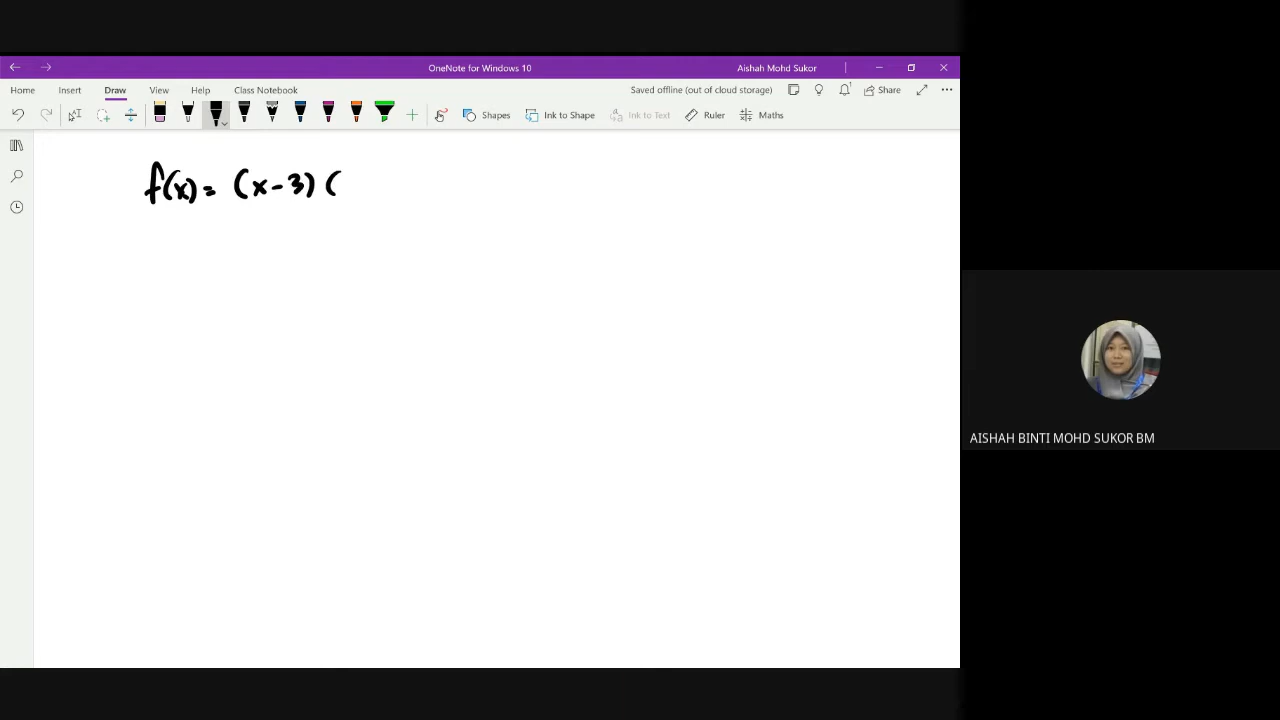 OneNote for Windows 10
Aishah Mohd Sukor
Home Insert Draw View Help Class Notebook
Saved offline (out of cloud storage)
Share
Shapes
Ink to Shape
Ink to Text
Ruler
Maths
f(x) = (x-3) (
AISHAH BINTI MOHD SUKOR BM